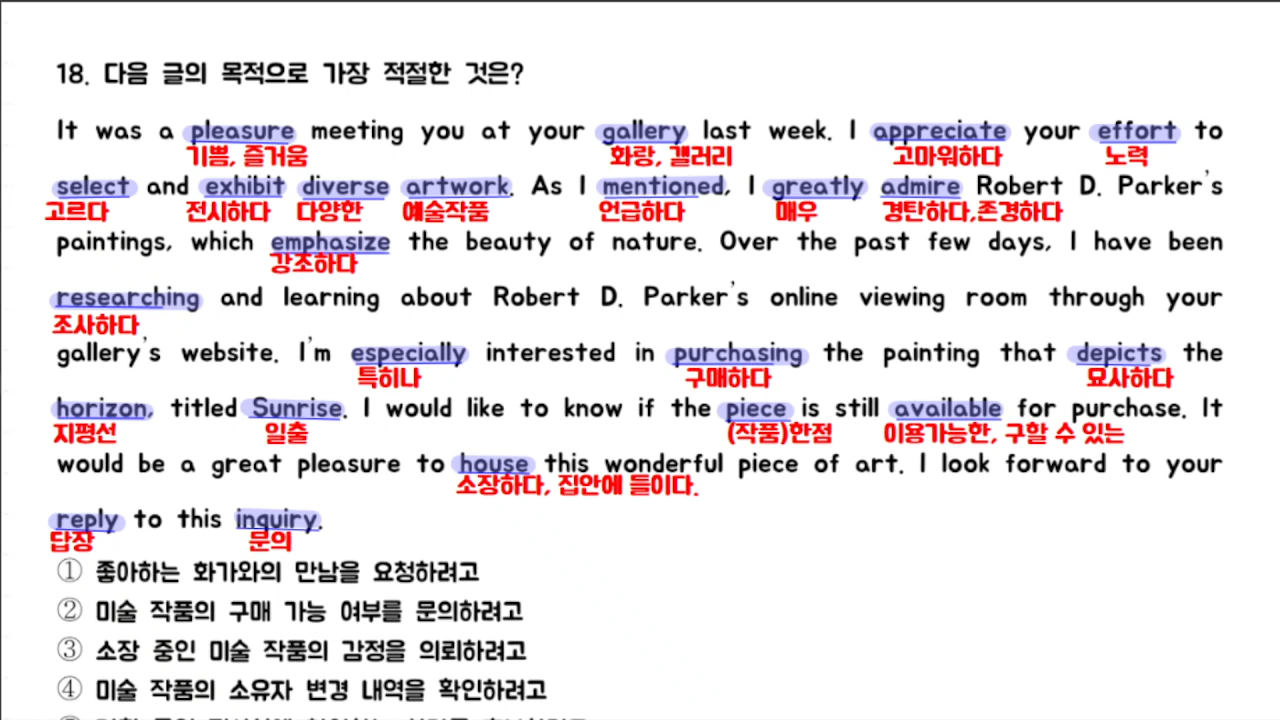 18. 다음 글의 목적으로 가장 적절한 것은?
It was a pleasure meeting you at your gallery last week. I appreciate your effort to
기쁨, 즐거움 화랑, 갤러리 고마워하다 노력
select and exhibit diverse artwork. As I mentioned, I greatly admire Robert D. Parker's
고르다 전시하다 다양한 예술작품 언급하다 매우 경탄하다,존경하다
paintings, which emphasize the beauty of nature. Over the past few days, I have been
강조하다
researching and learning about Robert D. Parker's online viewing room through your
조사하다
gallery's website. I'm especially interested in purchasing the painting that depicts the
특히나 구매하다 묘사하다
horizon, titled Sunrise. I would like to know if the piece is still available for purchase. It
지평선 일출 (작품)한점 이용가능한, 구할 수 있는
would be a great pleasure to house this wonderful piece of art. I look forward to your
소장하다, 집안에 들이다.
reply to this inquiry.
답장 문의
① 좋아하는 화가와의 만남을 요청하려고
② 미술 작품의 구매 가능 여부를 문의하려고
③ 소장 중인 미술 작품의 감정을 의뢰하려고
④ 미술 작품의 소유자 변경 내역을 확인하려고